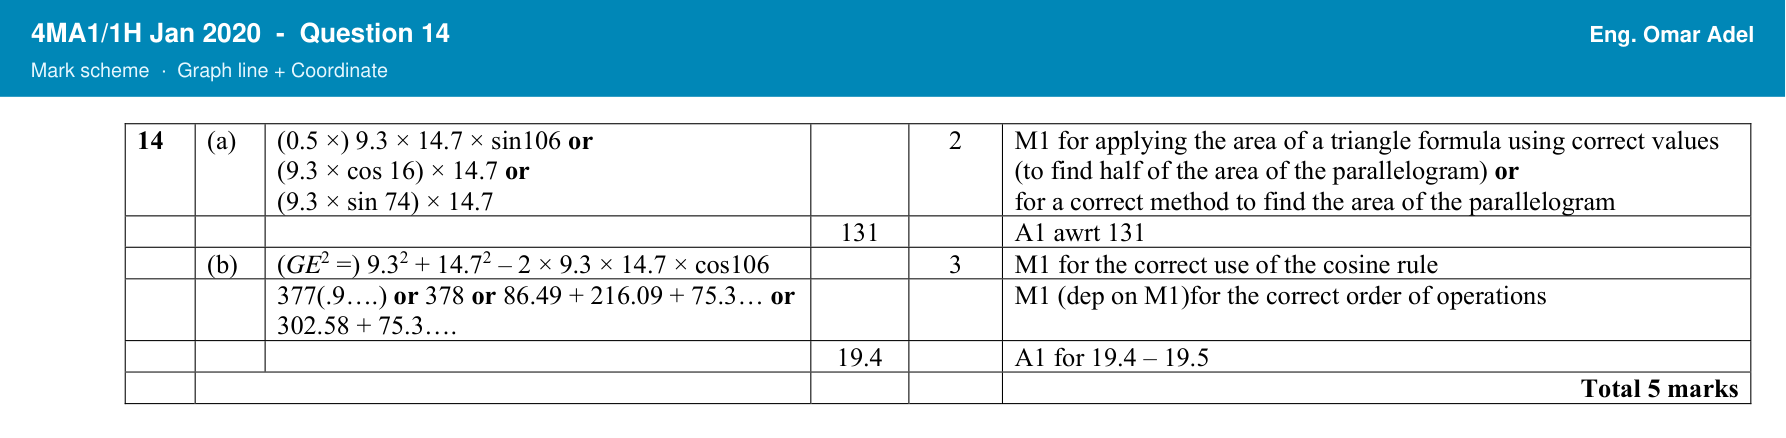 4MA1/1H Jan 2020 - Question 14
Eng. Omar Adel
Mark scheme · Graph line + Coordinate
14 (a) (0.5 ×) 9.3 × 14.7 × sin106 or 2 M1 for applying the area of a triangle formula using correct values
(9.3 × cos 16) × 14.7 or (to find half of the area of the parallelogram) or
(9.3 × sin 74) × 14.7 for a correct method to find the area of the parallelogram
131 A1 awrt 131
(b) (GE² =) 9.3² + 14.7² – 2 × 9.3 × 14.7 × cos106 3 M1 for the correct use of the cosine rule
377(.9….) or 378 or 86.49 + 216.09 + 75.3… or M1 (dep on M1)for the correct order of operations
302.58 + 75.3….
19.4 A1 for 19.4 – 19.5
Total 5 marks